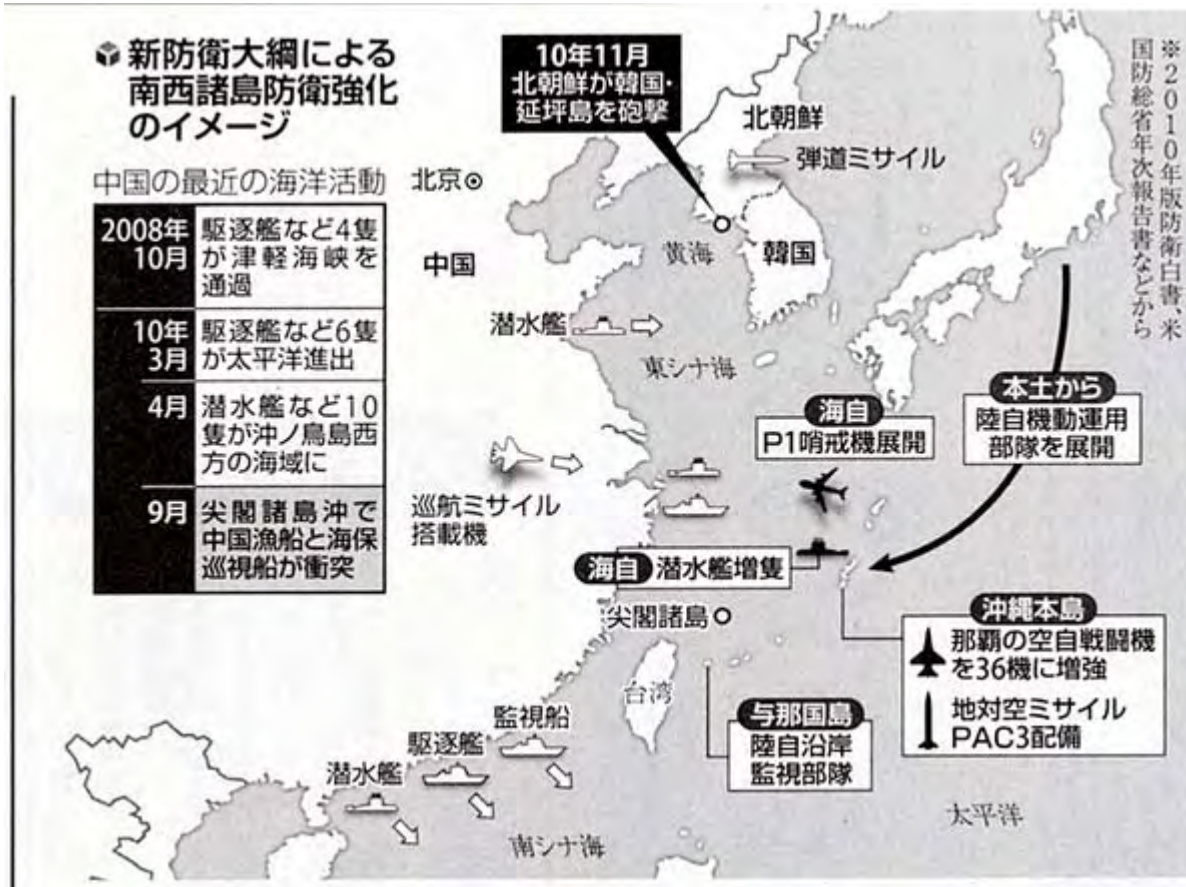 新防衛大綱による
南西諸島防衛強化
のイメージ
中国の最近の海洋活動
2008年
10月
駆逐艦など4隻
が津軽海峡を
通過
10年
3月
駆逐艦など6隻
が太平洋進出
4月
潜水艦など10
隻が沖ノ鳥島西
方の海域に
9月
尖閣諸島沖で
中国漁船と海保
巡視船が衝突
10年11月
北朝鮮が韓国・
延坪島を砲撃
北朝鮮
弾道ミサイル
北京
中国
黄海
韓国
潜水艦
東シナ海
海自
P1哨戒機展開
本土から
陸自機動運用
部隊を展開
巡航ミサイル
搭載機
海自 潜水艦増隻
尖閣諸島
沖縄本島
那覇の空自戦闘機
を36機に増強
地対空ミサイル
PAC3配備
台湾
与那国島
陸自沿岸
監視部隊
監視船
駆逐艦
潜水艦
南シナ海
太平洋
※2010年版防衛白書、米
国防総省年次報告書などから